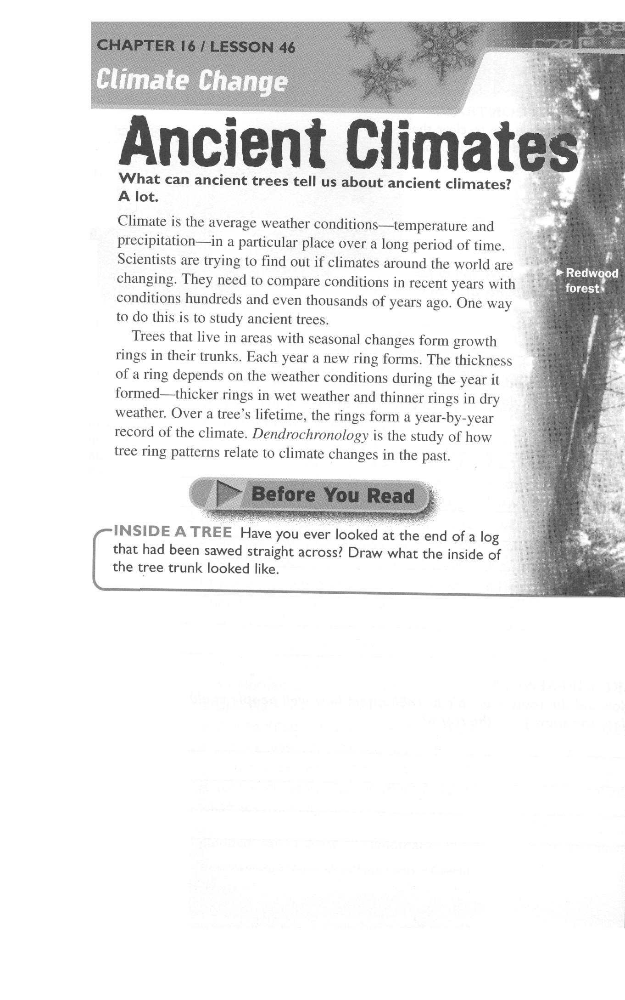 CHAPTER 16 / LESSON 46
Climate Change
Ancient Climates
What can ancient trees tell us about ancient climates?
A lot.
Climate is the average weather conditions—temperature and
precipitation—in a particular place over a long period of time.
Scientists are trying to find out if climates around the world are
changing. They need to compare conditions in recent years with
conditions hundreds and even thousands of years ago. One way
to do this is to study ancient trees.
Trees that live in areas with seasonal changes form growth
rings in their trunks. Each year a new ring forms. The thickness
of a ring depends on the weather conditions during the year it
formed—thicker rings in wet weather and thinner rings in dry
weather. Over a tree's lifetime, the rings form a year-by-year
record of the climate. Dendrochronology is the study of how
tree ring patterns relate to climate changes in the past.
►Redwood
forest
Before You Read
INSIDE A TREE Have you ever looked at the end of a log
that had been sawed straight across? Draw what the inside of
the tree trunk looked like.